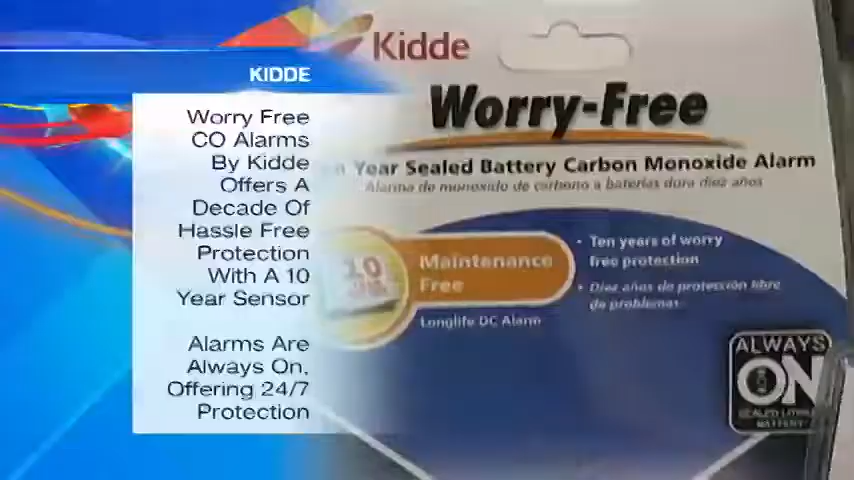 KIDDE
Worry Free
CO Alarms
By Kidde
Offers A
Decade Of
Hassle Free
Protection
With A 10
Year Sensor
Alarms Are
Always On,
Offering 24/7
Protection
Kidde
Worry-Free
Year Sealed Battery Carbon Monoxide Alarm
Alarma de monóxido de carbono a baterías dura diez años
10
Maintenance
Free
Longlife DC Alarm
• Ten years of worry
free protection
• Diez años de protección libre
de problemas
ALWAYS
ON
SEALED
BATTERY